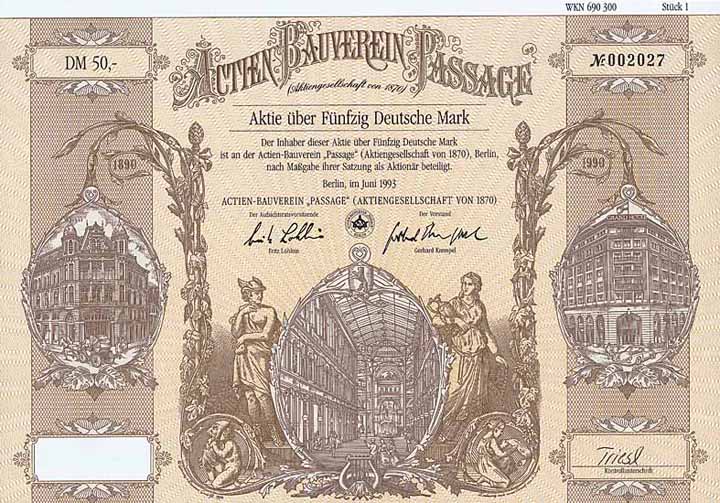 WKN 690 300 Stück 1
DM 50,-
ACTIEN BAUVEREIN PASSAGE
№ 002027
(Aktiengesellschaft von 1870)
Aktie über Fünfzig Deutsche Mark
Der Inhaber dieser Aktie über Fünfzig Deutsche Mark
ist an der Actien-Bauverein „Passage" (Aktiengesellschaft von 1870), Berlin,
nach Maßgabe ihrer Satzung als Aktionär beteiligt.
Berlin, im Juni 1993
ACTIEN-BAUVEREIN „PASSAGE" (AKTIENGESELLSCHAFT VON 1870)
Der Aufsichtsratsvorsitzende Der Vorstand
Fritz Lohlein Gerhard Krempel
1890
1990
Kontrollunterschrift